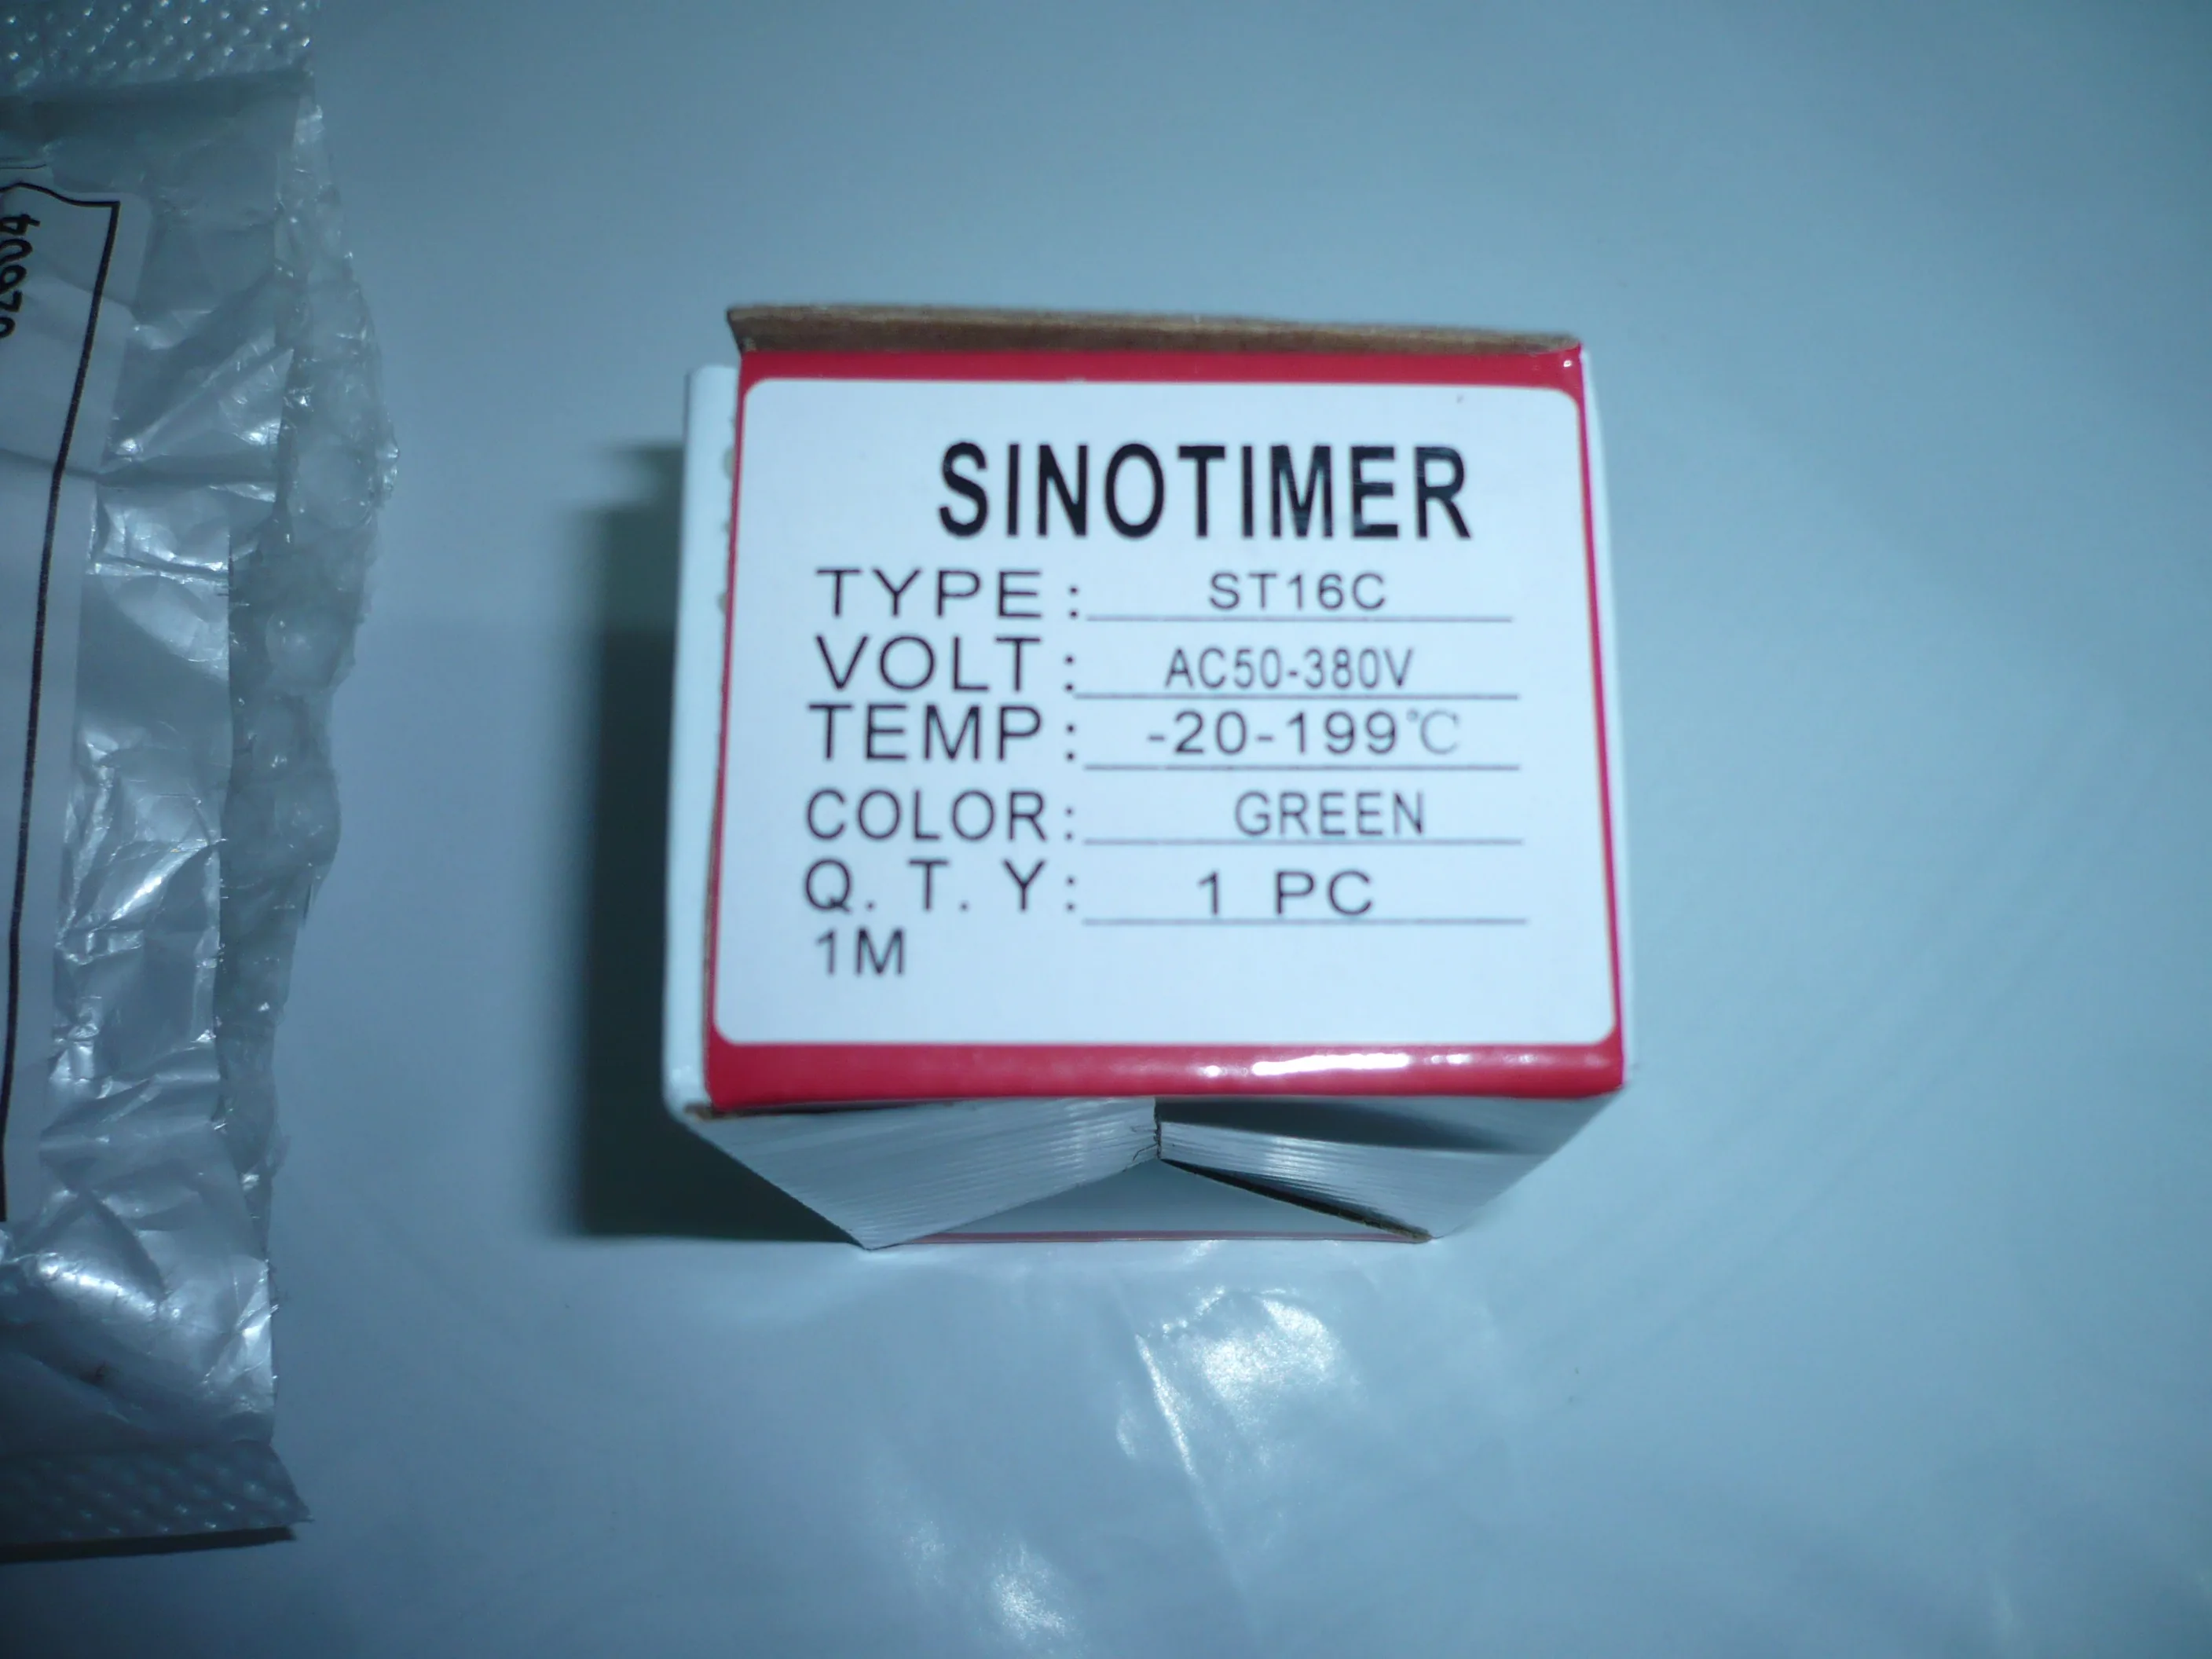 SINOTIMER
TYPE: ST16C
VOLT: AC50-380V
TEMP: -20-199℃
COLOR: GREEN
Q.T.Y: 1 PC
1M